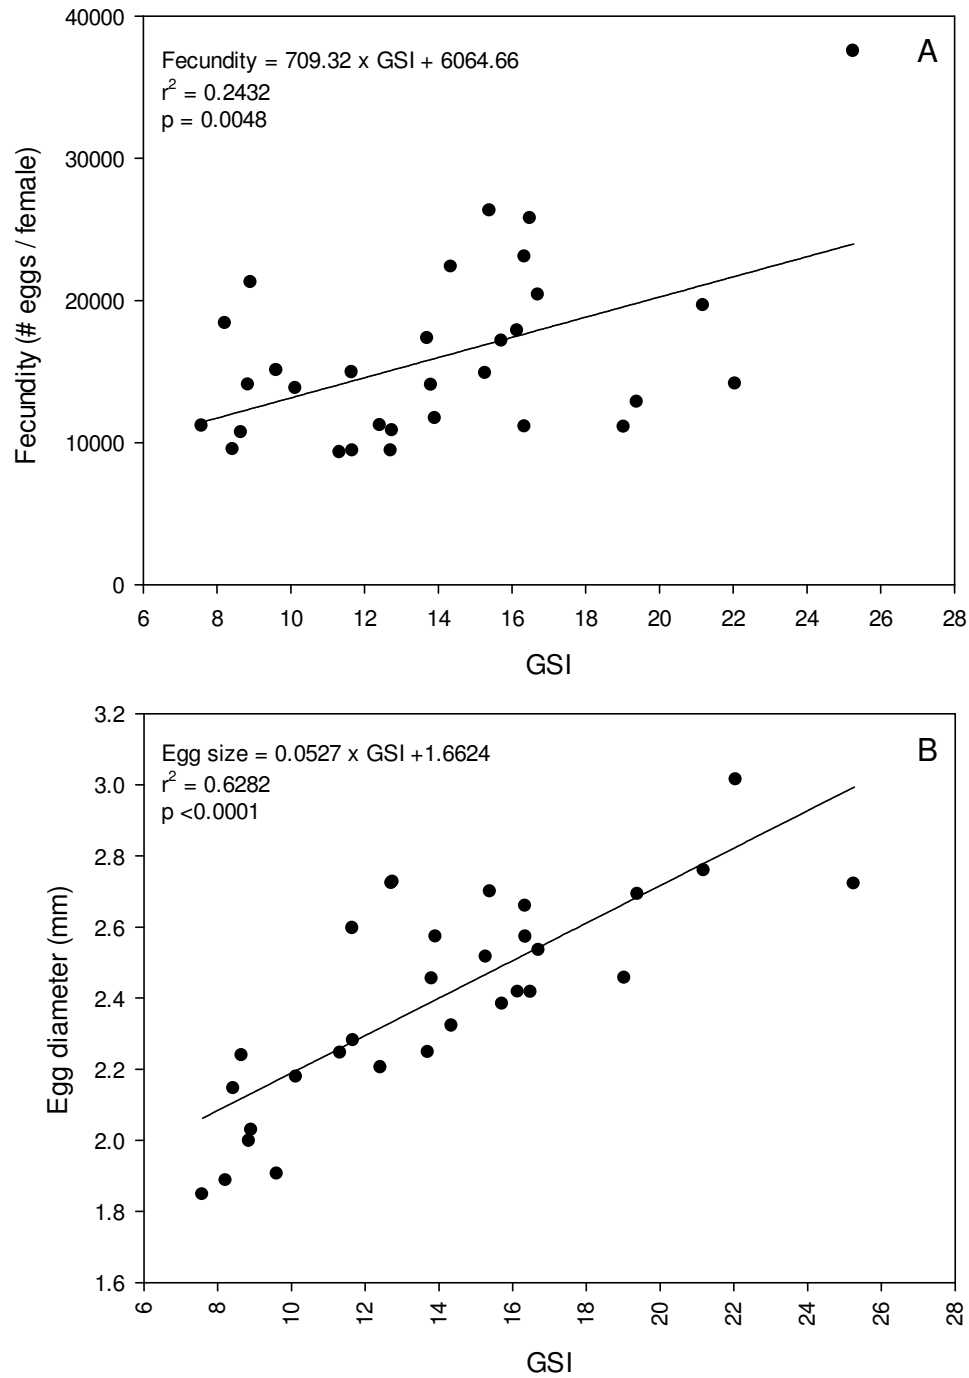 A
Fecundity = 709.32 x GSI + 6064.66
r² = 0.2432
p = 0.0048
Fecundity (# eggs / female)
40000
30000
20000
10000
0
6 8 10 12 14 16 18 20 22 24 26 28
GSI
B
Egg size = 0.0527 x GSI +1.6624
r² = 0.6282
p <0.0001
Egg diameter (mm)
3.2
3.0
2.8
2.6
2.4
2.2
2.0
1.8
1.6
6 8 10 12 14 16 18 20 22 24 26 28
GSI